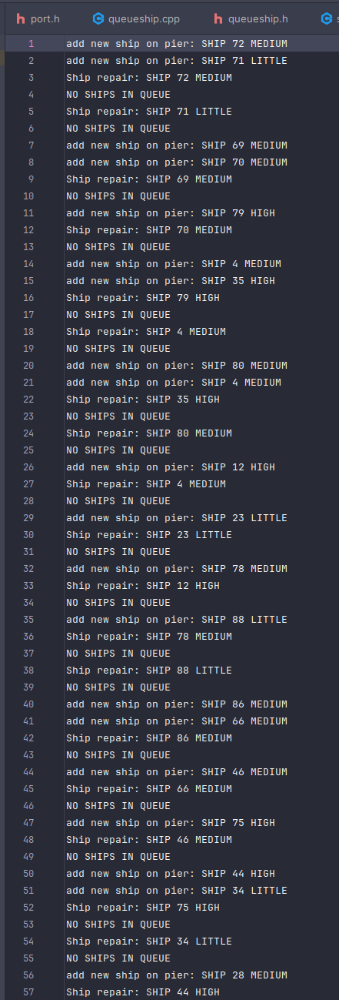 port.h queueship.cpp queueship.h
1 add new ship on pier: SHIP 72 MEDIUM
2 add new ship on pier: SHIP 71 LITTLE
3 Ship repair: SHIP 72 MEDIUM
4 NO SHIPS IN QUEUE
5 Ship repair: SHIP 71 LITTLE
6 NO SHIPS IN QUEUE
7 add new ship on pier: SHIP 69 MEDIUM
8 add new ship on pier: SHIP 70 MEDIUM
9 Ship repair: SHIP 69 MEDIUM
10 NO SHIPS IN QUEUE
11 add new ship on pier: SHIP 79 HIGH
12 Ship repair: SHIP 70 MEDIUM
13 NO SHIPS IN QUEUE
14 add new ship on pier: SHIP 4 MEDIUM
15 add new ship on pier: SHIP 35 HIGH
16 Ship repair: SHIP 79 HIGH
17 NO SHIPS IN QUEUE
18 Ship repair: SHIP 4 MEDIUM
19 NO SHIPS IN QUEUE
20 add new ship on pier: SHIP 80 MEDIUM
21 add new ship on pier: SHIP 4 MEDIUM
22 Ship repair: SHIP 35 HIGH
23 NO SHIPS IN QUEUE
24 Ship repair: SHIP 80 MEDIUM
25 NO SHIPS IN QUEUE
26 add new ship on pier: SHIP 12 HIGH
27 Ship repair: SHIP 4 MEDIUM
28 NO SHIPS IN QUEUE
29 add new ship on pier: SHIP 23 LITTLE
30 Ship repair: SHIP 23 LITTLE
31 NO SHIPS IN QUEUE
32 add new ship on pier: SHIP 78 MEDIUM
33 Ship repair: SHIP 12 HIGH
34 NO SHIPS IN QUEUE
35 add new ship on pier: SHIP 88 LITTLE
36 Ship repair: SHIP 78 MEDIUM
37 NO SHIPS IN QUEUE
38 Ship repair: SHIP 88 LITTLE
39 NO SHIPS IN QUEUE
40 add new ship on pier: SHIP 86 MEDIUM
41 add new ship on pier: SHIP 66 MEDIUM
42 Ship repair: SHIP 86 MEDIUM
43 NO SHIPS IN QUEUE
44 add new ship on pier: SHIP 46 MEDIUM
45 Ship repair: SHIP 66 MEDIUM
46 NO SHIPS IN QUEUE
47 add new ship on pier: SHIP 75 HIGH
48 Ship repair: SHIP 46 MEDIUM
49 NO SHIPS IN QUEUE
50 add new ship on pier: SHIP 44 HIGH
51 add new ship on pier: SHIP 34 LITTLE
52 Ship repair: SHIP 75 HIGH
53 NO SHIPS IN QUEUE
54 Ship repair: SHIP 34 LITTLE
55 NO SHIPS IN QUEUE
56 add new ship on pier: SHIP 28 MEDIUM
57 Ship repair: SHIP 44 HIGH